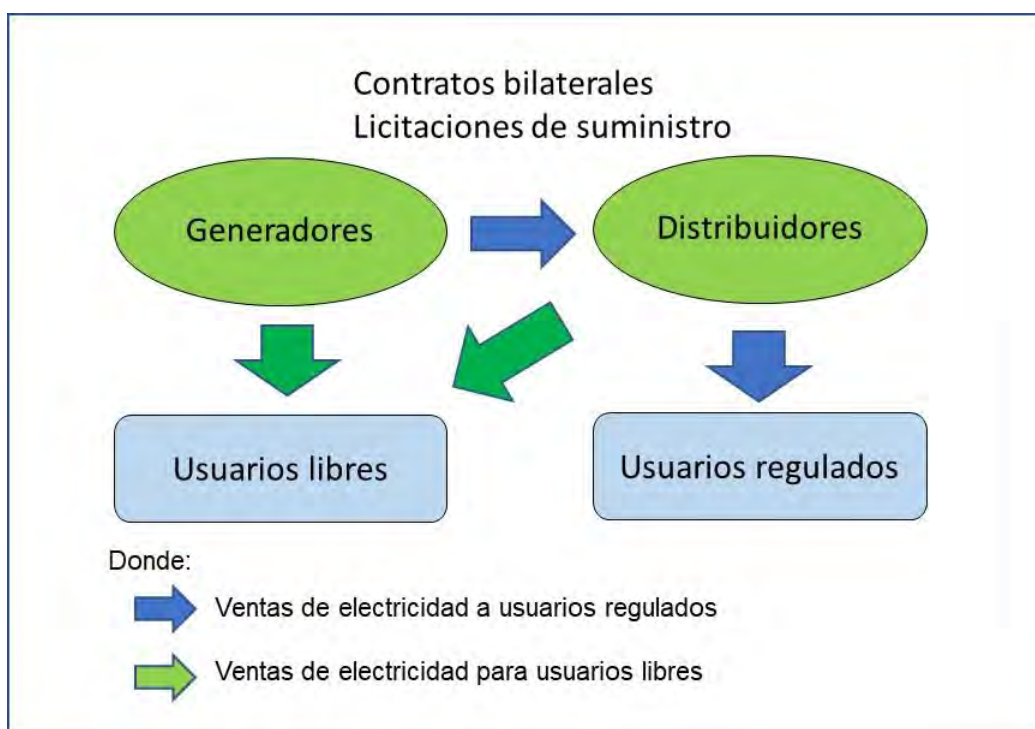 Contratos bilaterales
Licitaciones de suministro
Generadores
Distribuidores
Usuarios libres
Usuarios regulados
Donde:
Ventas de electricidad a usuarios regulados
Ventas de electricidad para usuarios libres